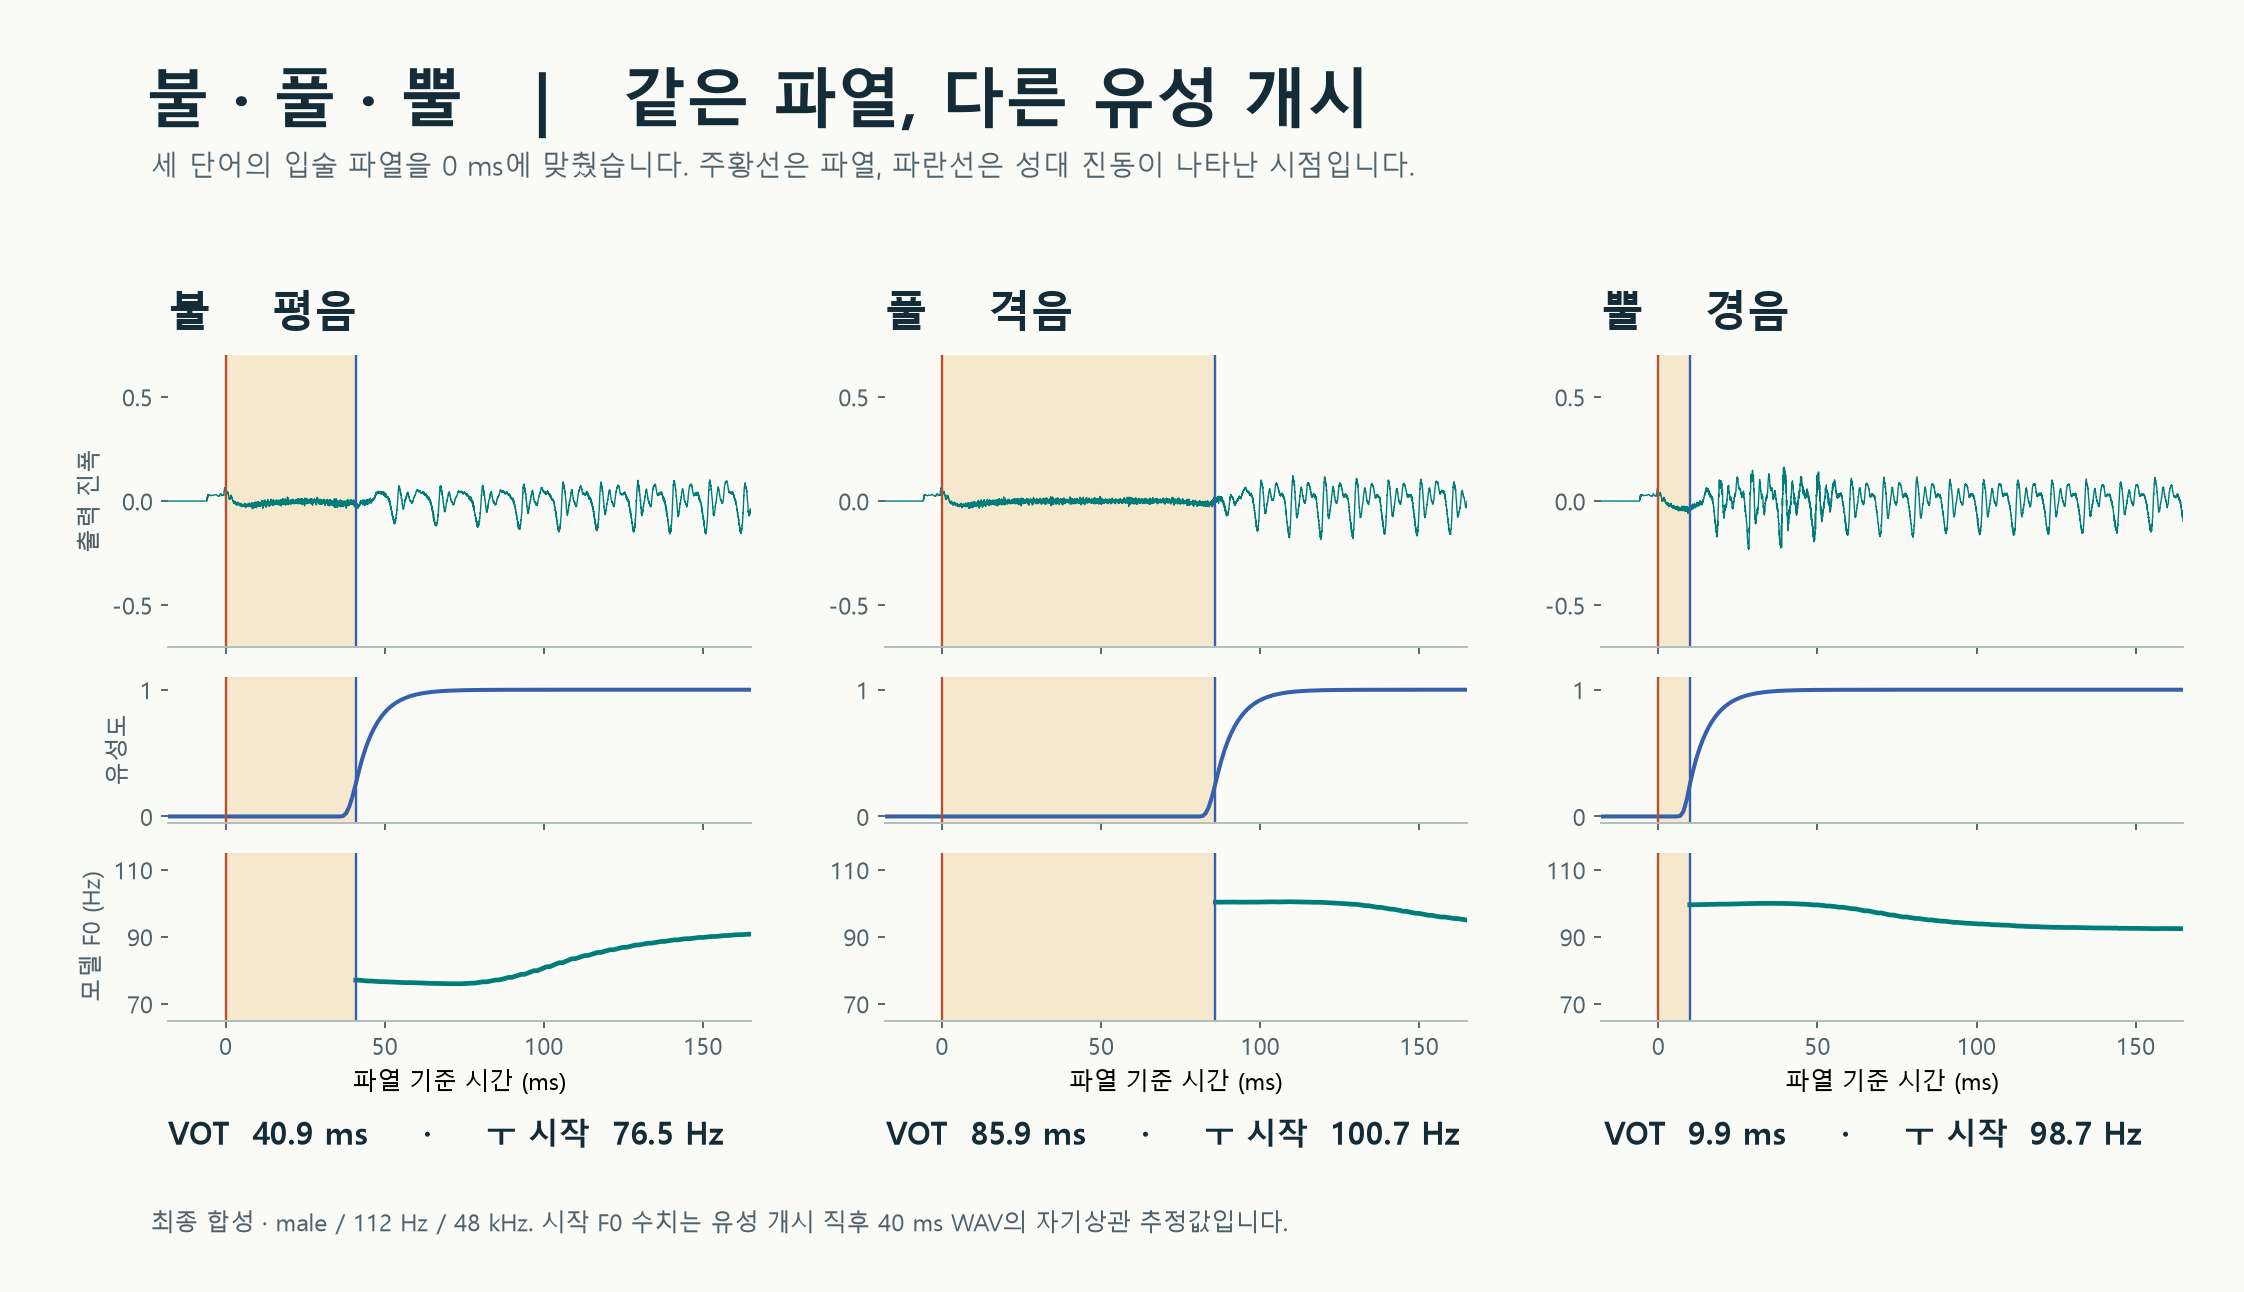 불 · 풀 · 뿔 | 같은 파열, 다른 유성 개시
세 단어의 입술 파열을 0 ms에 맞췄습니다. 주황선은 파열, 파란선은 성대 진동이 나타난 시점입니다.
불 평음
풀 격음
뿔 경음
출력 진폭
0.5
0.0
-0.5
0.5
0.0
-0.5
0.5
0.0
-0.5
유성도
1
0
1
0
1
0
모델 F0 (Hz)
110
90
70
110
90
70
110
90
70
0 50 100 150
0 50 100 150
0 50 100 150
파열 기준 시간 (ms)
파열 기준 시간 (ms)
파열 기준 시간 (ms)
VOT 40.9 ms · ㅜ 시작 76.5 Hz
VOT 85.9 ms · ㅜ 시작 100.7 Hz
VOT 9.9 ms · ㅜ 시작 98.7 Hz
최종 합성 · male / 112 Hz / 48 kHz. 시작 F0 수치는 유성 개시 직후 40 ms WAV의 자기상관 추정값입니다.